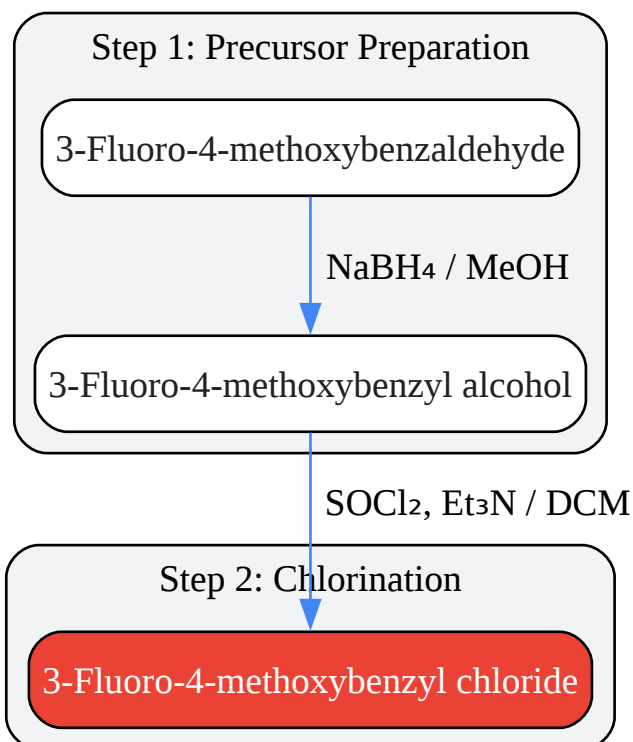 Step 1: Precursor Preparation
3-Fluoro-4-methoxybenzaldehyde
NaBH₄ / MeOH
3-Fluoro-4-methoxybenzyl alcohol
SOCl₂, Et₃N / DCM
Step 2: Chlorination
3-Fluoro-4-methoxybenzyl chloride